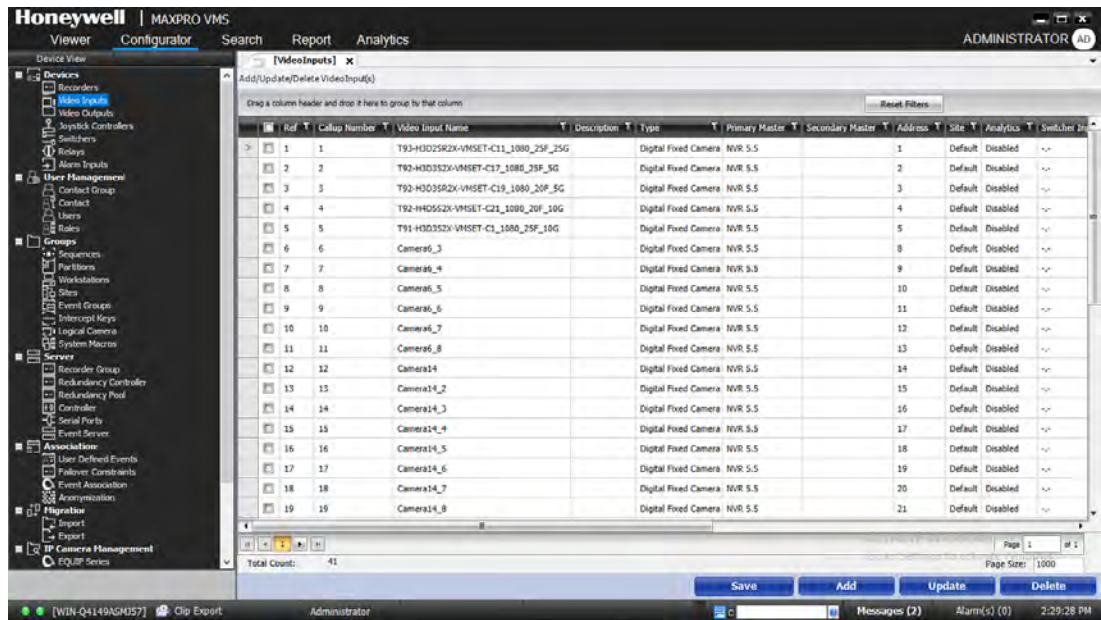 Honeywell | MAXPRO VMS
Viewer Configurator Search Report Analytics ADMINISTRATOR AD
Device View
Devices
Recorders
Video Inputs
Video Outputs
Joystick Controllers
Switchers
Relays
Alarm Inputs
User Management
Contact Group
Contact
Users
Roles
Groups
Sequences
Partitions
Workstations
Sites
Event Groups
Intercept Keys
Logical Camera
System Macros
Server
Recorder Group
Redundancy Controller
Redundancy Pool
Controller
Serial Ports
Event Server
Association
User Defined Events
Failover Constraints
Event Association
Anonymization
Migration
Import
Export
IP Camera Management
EQUIP Series
[VideoInputs] x
Add/Update/Delete VideoInput(s)
Drag a column header and drop it here to group by that column Reset Filters
Ref Callup Number Video Input Name Description Type Primary Master Secondary Master Address Site Analytics Switcher
1 1 T93-H3D2SR2X-VMSET-C11_1080_25F_25G Digital Fixed Camera NVR 5.5 1 Default Disabled -.-
2 2 T92-H3D3S2X-VMSET-C17_1080_25F_5G Digital Fixed Camera NVR 5.5 2 Default Disabled -.-
3 3 T92-H3D3SR2X-VMSET-C19_1080_20F_5G Digital Fixed Camera NVR 5.5 3 Default Disabled -.-
4 4 T92-H4D5S2X-VMSET-C21_1080_20F_10G Digital Fixed Camera NVR 5.5 4 Default Disabled -.-
5 5 T91-H3D3S2X-VMSET-C1_1080_25F_10G Digital Fixed Camera NVR 5.5 5 Default Disabled -.-
6 6 Camera6_3 Digital Fixed Camera NVR 5.5 8 Default Disabled -.-
7 7 Camera6_4 Digital Fixed Camera NVR 5.5 9 Default Disabled -.-
8 8 Camera6_5 Digital Fixed Camera NVR 5.5 10 Default Disabled -.-
9 9 Camera6_6 Digital Fixed Camera NVR 5.5 11 Default Disabled -.-
10 10 Camera6_7 Digital Fixed Camera NVR 5.5 12 Default Disabled -.-
11 11 Camera6_8 Digital Fixed Camera NVR 5.5 13 Default Disabled -.-
12 12 Camera14 Digital Fixed Camera NVR 5.5 14 Default Disabled -.-
13 13 Camera14_2 Digital Fixed Camera NVR 5.5 15 Default Disabled -.-
14 14 Camera14_3 Digital Fixed Camera NVR 5.5 16 Default Disabled -.-
15 15 Camera14_4 Digital Fixed Camera NVR 5.5 17 Default Disabled -.-
16 16 Camera14_5 Digital Fixed Camera NVR 5.5 18 Default Disabled -.-
17 17 Camera14_6 Digital Fixed Camera NVR 5.5 19 Default Disabled -.-
18 18 Camera14_7 Digital Fixed Camera NVR 5.5 20 Default Disabled -.-
19 19 Camera14_8 Digital Fixed Camera NVR 5.5 21 Default Disabled -.-
1 Page 1 of 1
Total Count: 41 Page Size: 1000
Save Add Update Delete
[WIN-Q4149ASMJ57] Clip Export Administrator C Messages (2) Alarm(s) (0) 2:29:28 PM